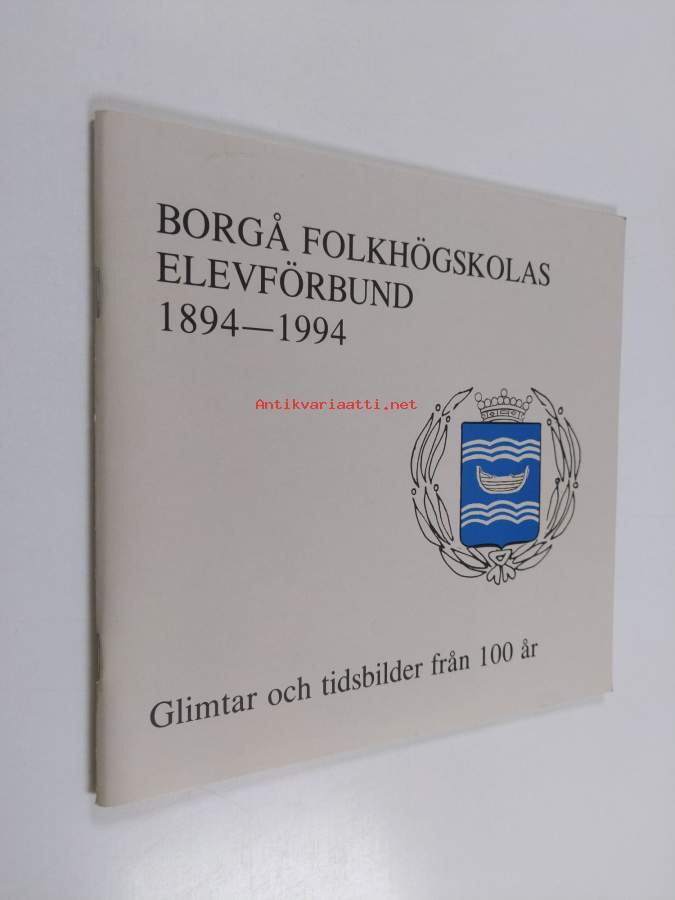 BORGÅ FOLKHÖGSKOLAS
ELEVFÖRBUND
1894—1994
Antikvariaatti.net
Glimtar och tidsbilder från 100 år